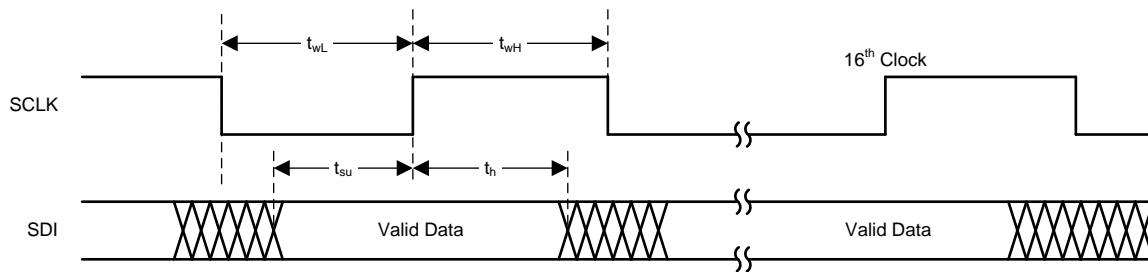 t_wL
t_wH
16th Clock
SCLK
t_su
t_h
SDI
Valid Data
Valid Data